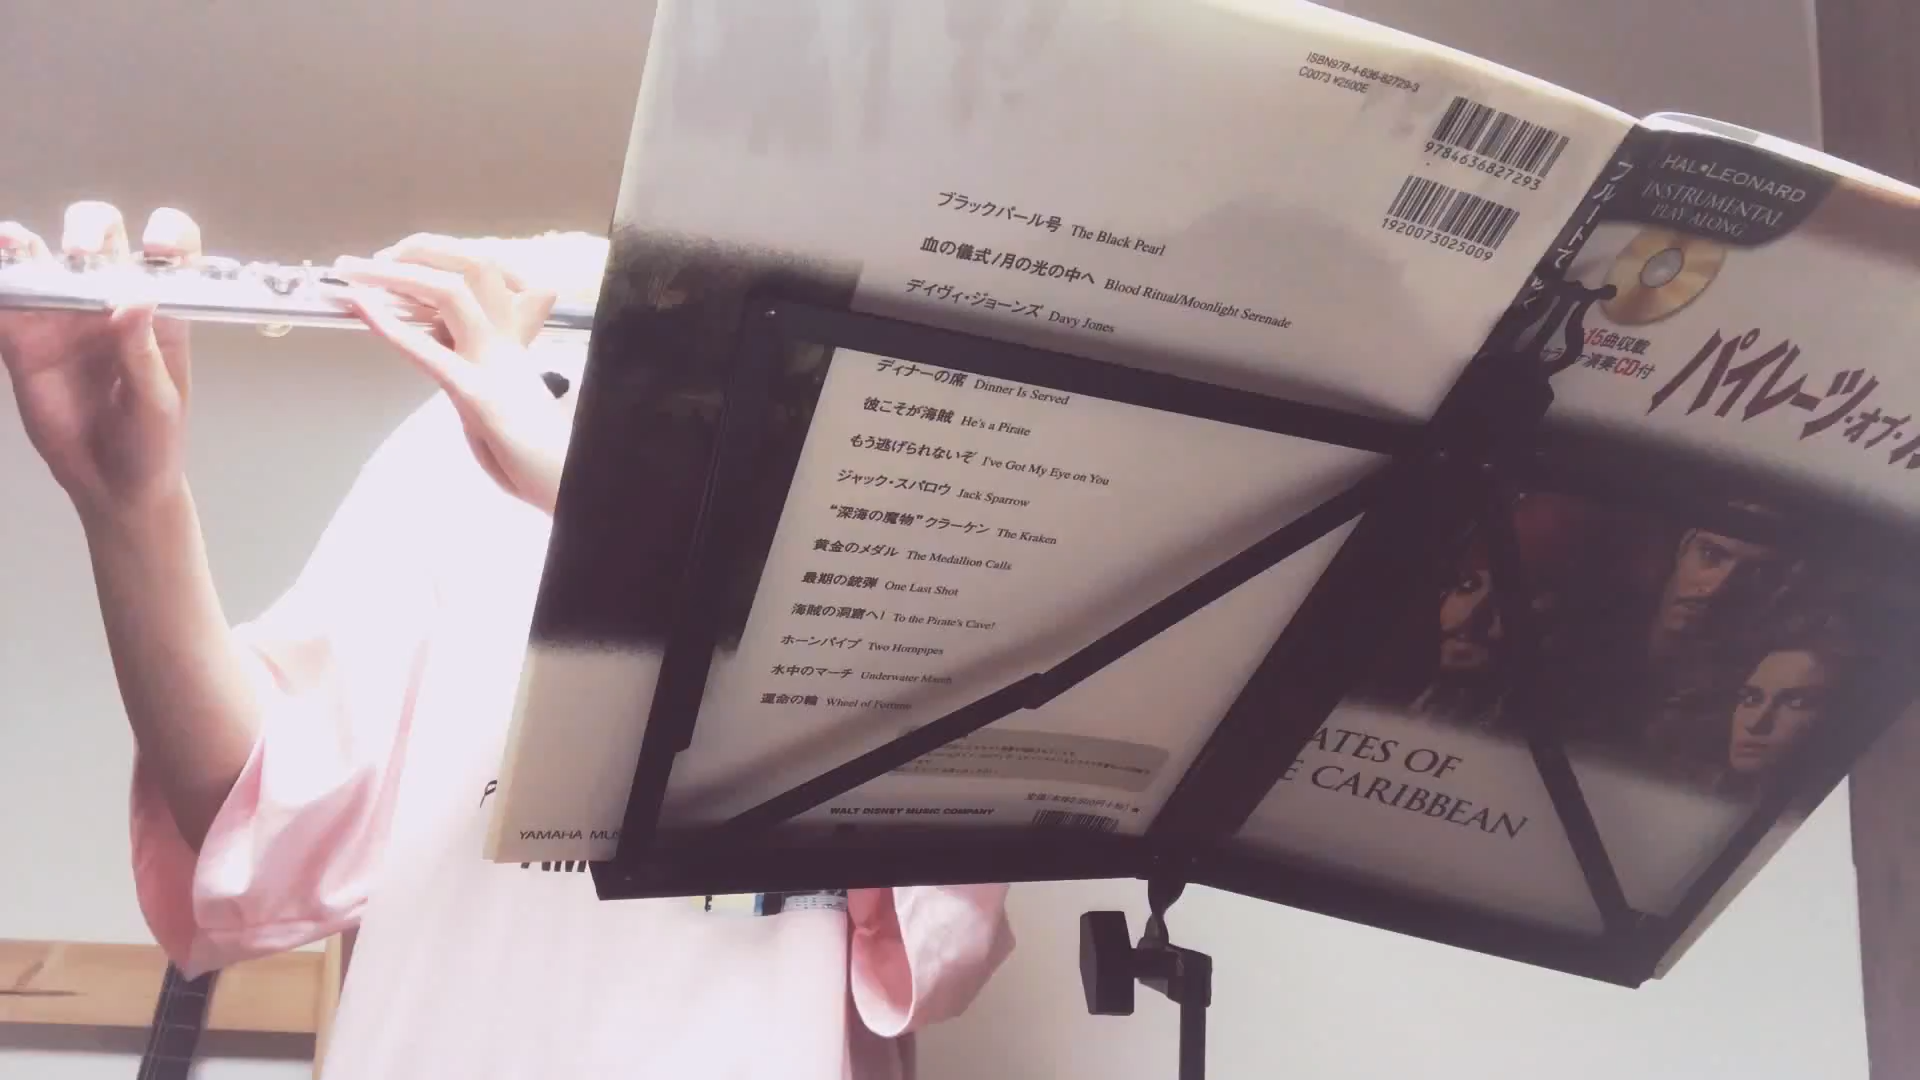 ISBN978-4-636-82729-3
C0073 ¥2500E
9784636827293
1920073025009
ブラックパール号 The Black Pearl
血の儀式/月の光の中へ Blood Ritual/Moonlight Serenade
デイヴィ・ジョーンズ Davy Jones
ディナーの席 Dinner Is Served
彼こそが海賊 He's a Pirate
もう逃げられないぞ I've Got My Eye on You
ジャック・スパロウ Jack Sparrow
“深海の魔物”クラーケン The Kraken
黄金のメダル The Medallion Calls
最期の銃弾 One Last Shot
海賊の洞窟へ! To the Pirate's Cave!
ホーンパイプ Two Hornpipes
水中のマーチ Underwater March
運命の輪 Wheel of Fortune
WALT DISNEY MUSIC COMPANY
YAMAHA
フルートで
HAL•LEONARD
INSTRUMENTAL
PLAY-ALONG
15曲収載
演奏CD付
パイレーツ・オブ・
ATES OF
E CARIBBEAN